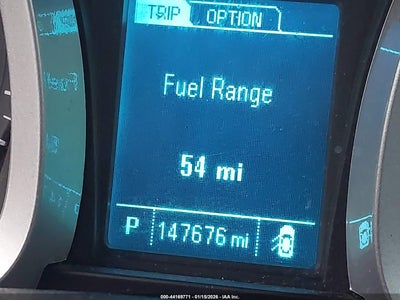 TRIP OPTION
Fuel Range
54 mi
P 147676 mi
000-44169771 - 01/15/2026 - IAA Inc.